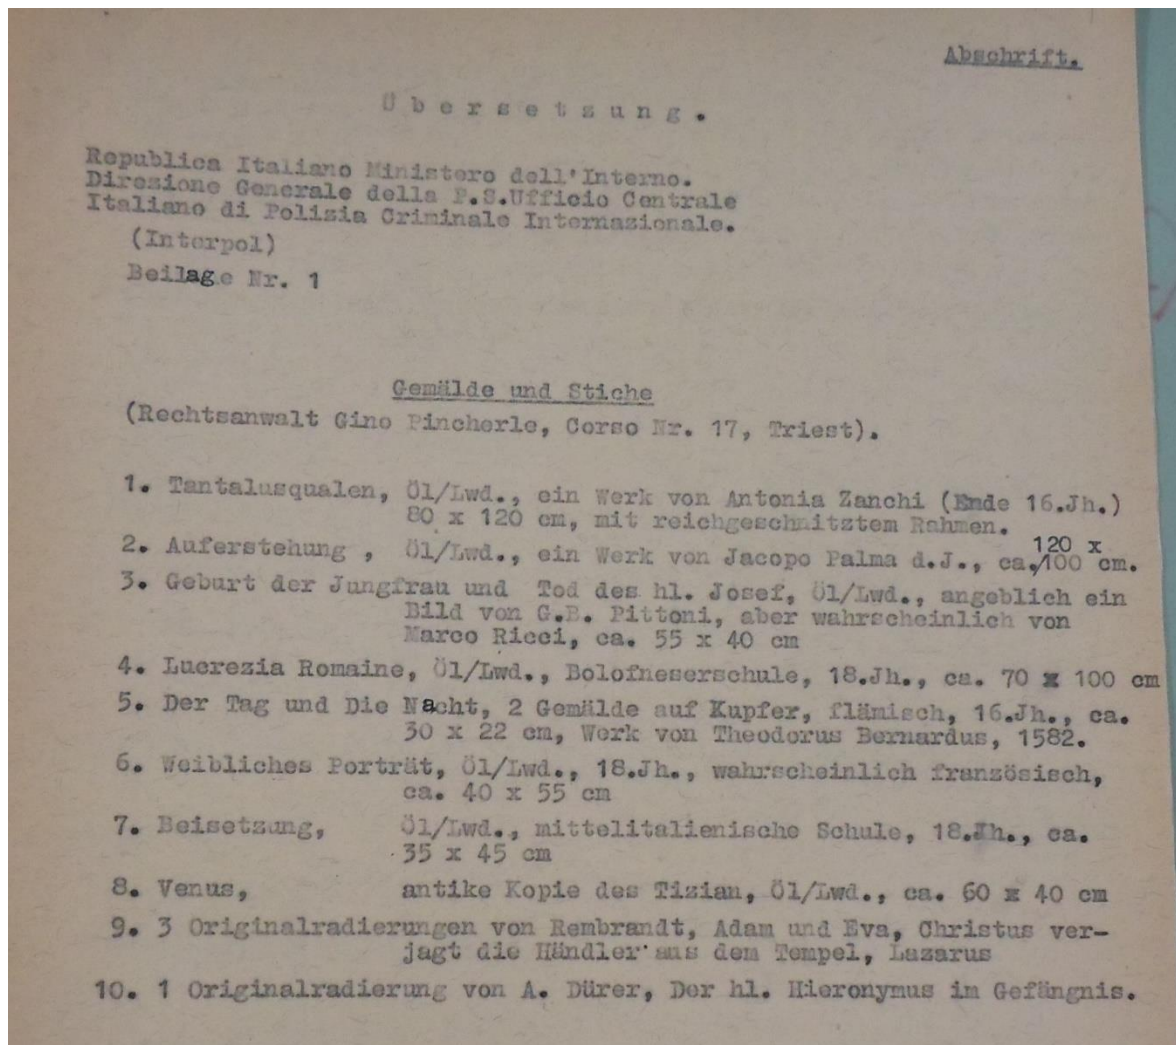 Abschrift.
Übersetzung.
Republica Italiano Ministero dell'Interno.
Direzione Generale della P.S.Ufficio Centrale
Italiano di Polizia Criminale Internazionale.
(Interpol)
Beilage Nr. 1
Gemälde und Stiche
(Rechtsanwalt Gino Pincherle, Corso Nr. 17, Triest).
1. Tantalusqualen, Öl/Lwd., ein Werk von Antonia Zanchi (Ende 16.Jh.)
80 x 120 cm, mit reichgeschnitztem Rahmen.
2. Auferstehung , Öl/Lwd., ein Werk von Jacopo Palma d.J., ca. 120 x /100 cm.
3. Geburt der Jungfrau und Tod des hl. Josef, Öl/Lwd., angeblich ein
Bild von G.B. Pittoni, aber wahrscheinlich von
Marco Ricci, ca. 55 x 40 cm
4. Lucrezia Romaine, Öl/Lwd., Bolofneserschule, 18.Jh., ca. 70 x 100 cm
5. Der Tag und Die Nacht, 2 Gemälde auf Kupfer, flämisch, 16.Jh., ca.
30 x 22 cm, Werk von Theodorus Bernardus, 1582.
6. Weibliches Porträt, Öl/Lwd., 18.Jh., wahrscheinlich französisch,
ca. 40 x 55 cm
7. Beisetzung, Öl/Lwd., mittelitalienische Schule, 18.Jh., ca.
35 x 45 cm
8. Venus, antike Kopie des Tizian, Öl/Lwd., ca. 60 x 40 cm
9. 3 Originalradierungen von Rembrandt, Adam und Eva, Christus ver-
jagt die Händler aus dem Tempel, Lazarus
10. 1 Originalradierung von A. Dürer, Der hl. Hieronymus im Gefängnis.